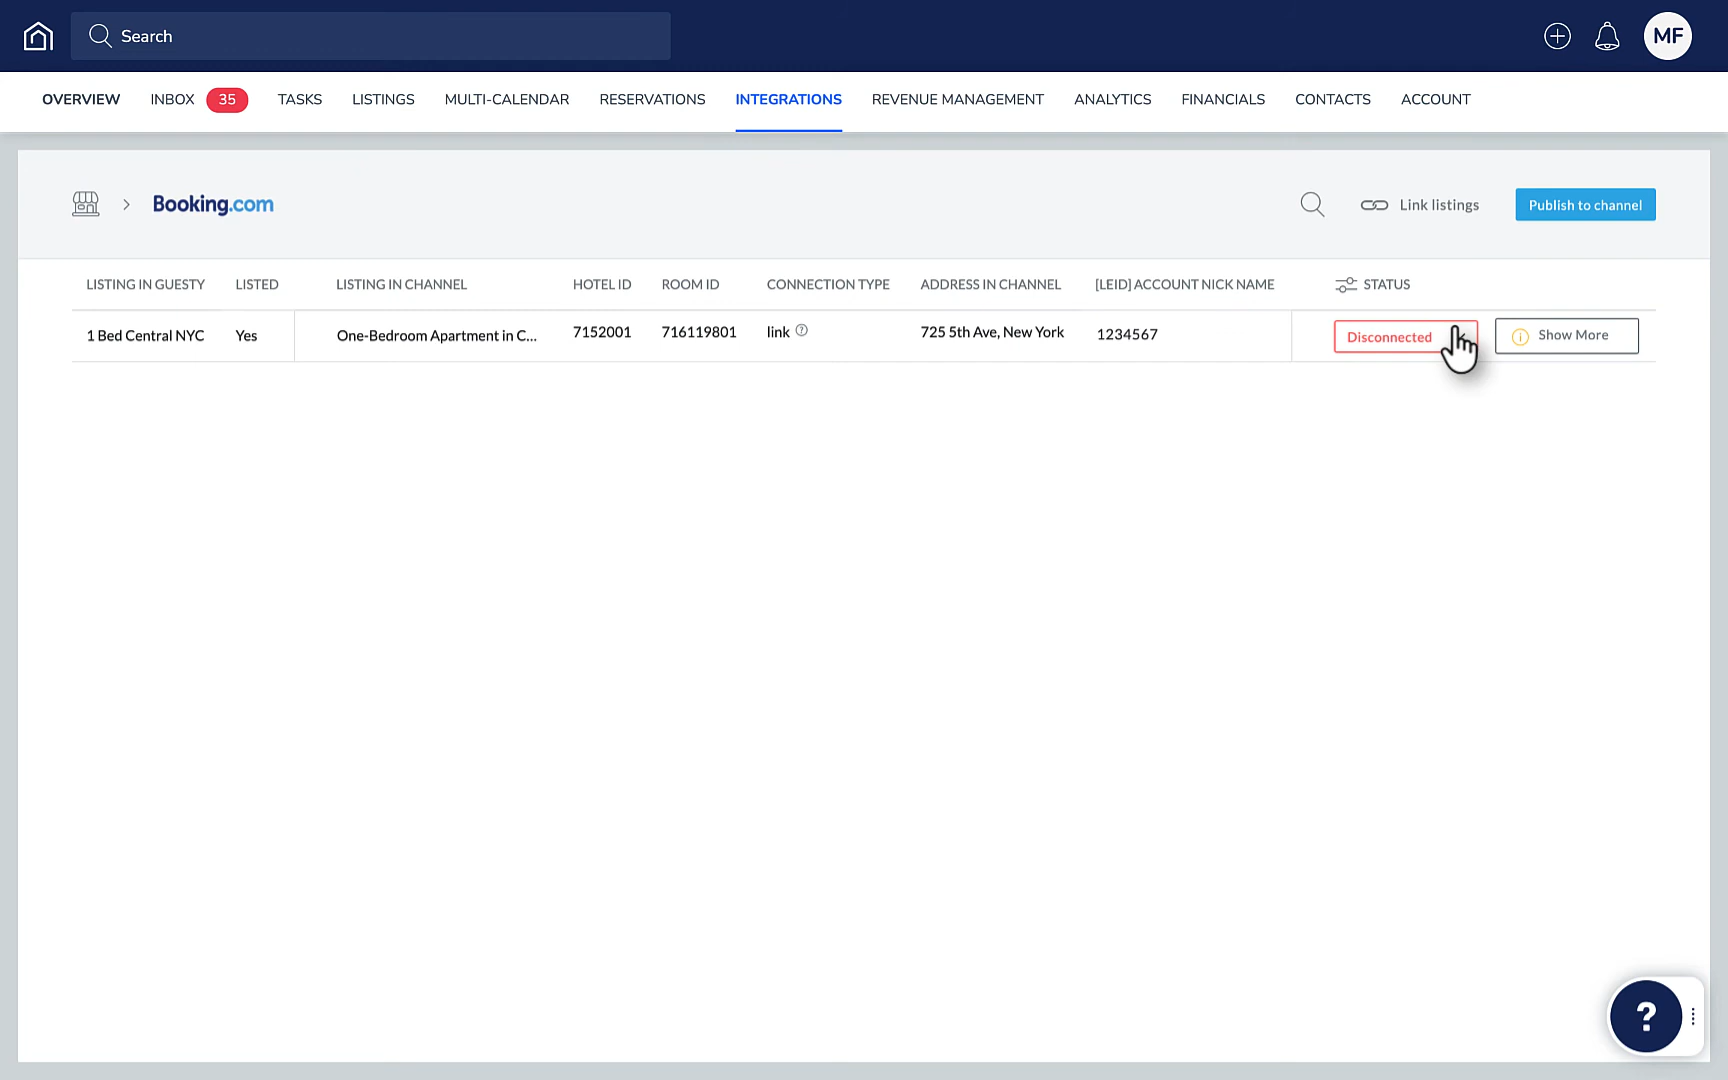 Search
MF
OVERVIEW INBOX 35 TASKS LISTINGS MULTI-CALENDAR RESERVATIONS INTEGRATIONS REVENUE MANAGEMENT ANALYTICS FINANCIALS CONTACTS ACCOUNT
Booking.com
Link listings
Publish to channel
LISTING IN GUESTY LISTED LISTING IN CHANNEL HOTEL ID ROOM ID CONNECTION TYPE ADDRESS IN CHANNEL [LEID] ACCOUNT NICK NAME STATUS
1 Bed Central NYC Yes One-Bedroom Apartment in C... 7152001 716119801 link ? 725 5th Ave, New York 1234567 Disconnected Show More
?